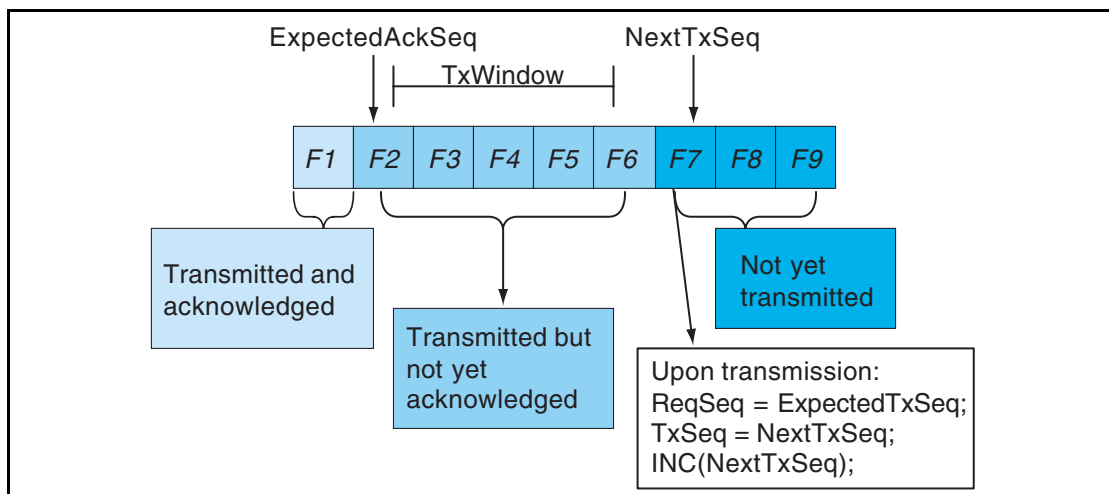 ExpectedAckSeq
NextTxSeq
TxWindow
F1 F2 F3 F4 F5 F6 F7 F8 F9
Transmitted and
acknowledged
Transmitted but
not yet
acknowledged
Not yet
transmitted
Upon transmission:
ReqSeq = ExpectedTxSeq;
TxSeq = NextTxSeq;
INC(NextTxSeq);